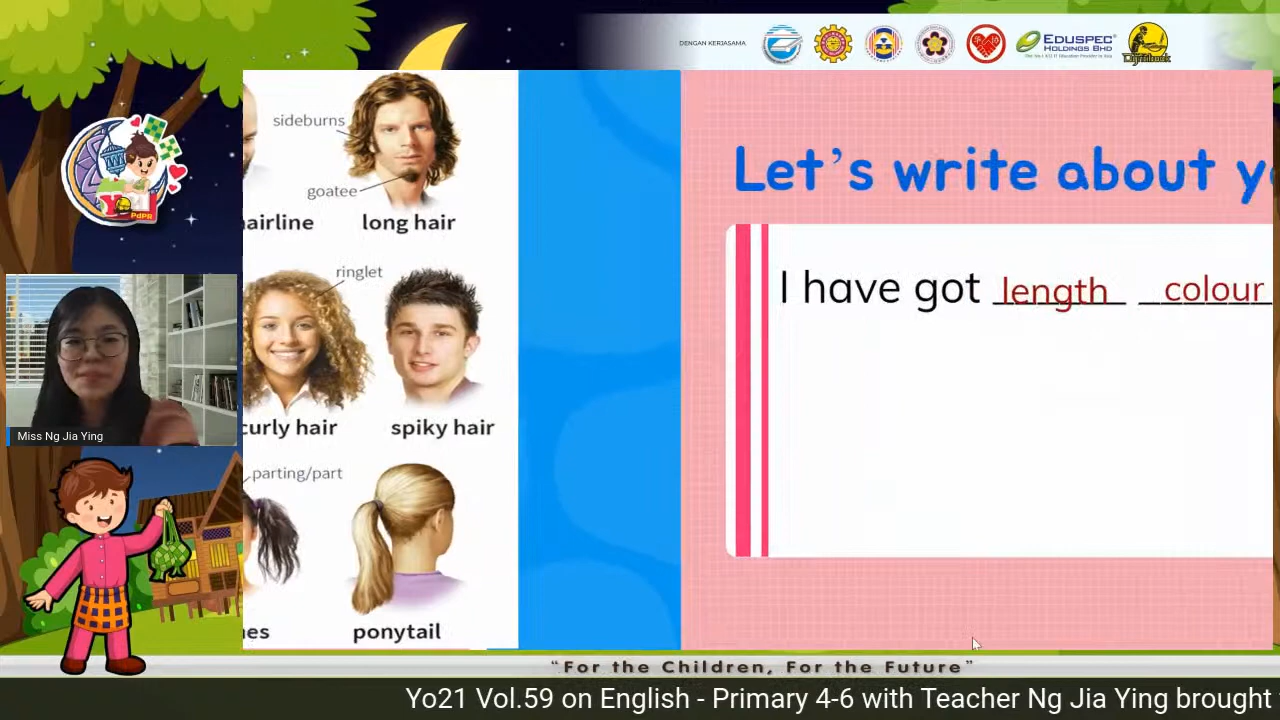 DENGAN KERJASAMA
EDUSPEC
HOLDINGS BHD
Yo21
PdPR
sideburns
goatee
airline
long hair
ringlet
curly hair
spiky hair
parting/part
es
ponytail
Let's write about y
I have got length colour
Miss Ng Jia Ying
"For the Children, For the Future"
Yo21 Vol.59 on English - Primary 4-6 with Teacher Ng Jia Ying brought